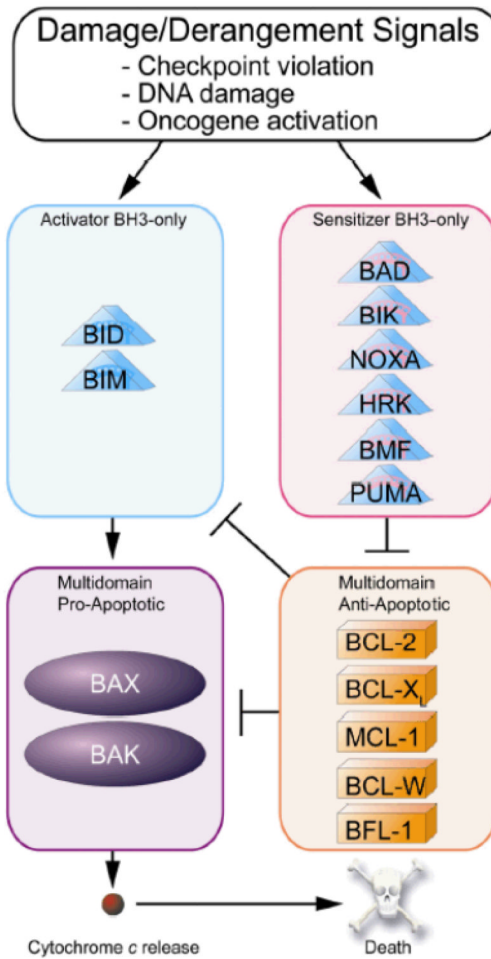 Damage/Derangement Signals
- Checkpoint violation
- DNA damage
- Oncogene activation
Activator BH3-only
BID
BIM
Sensitizer BH3-only
BAD
BIK
NOXA
HRK
BMF
PUMA
Multidomain
Pro-Apoptotic
BAX
BAK
Multidomain
Anti-Apoptotic
BCL-2
BCL-XL
MCL-1
BCL-W
BFL-1
Cytochrome c release
Death